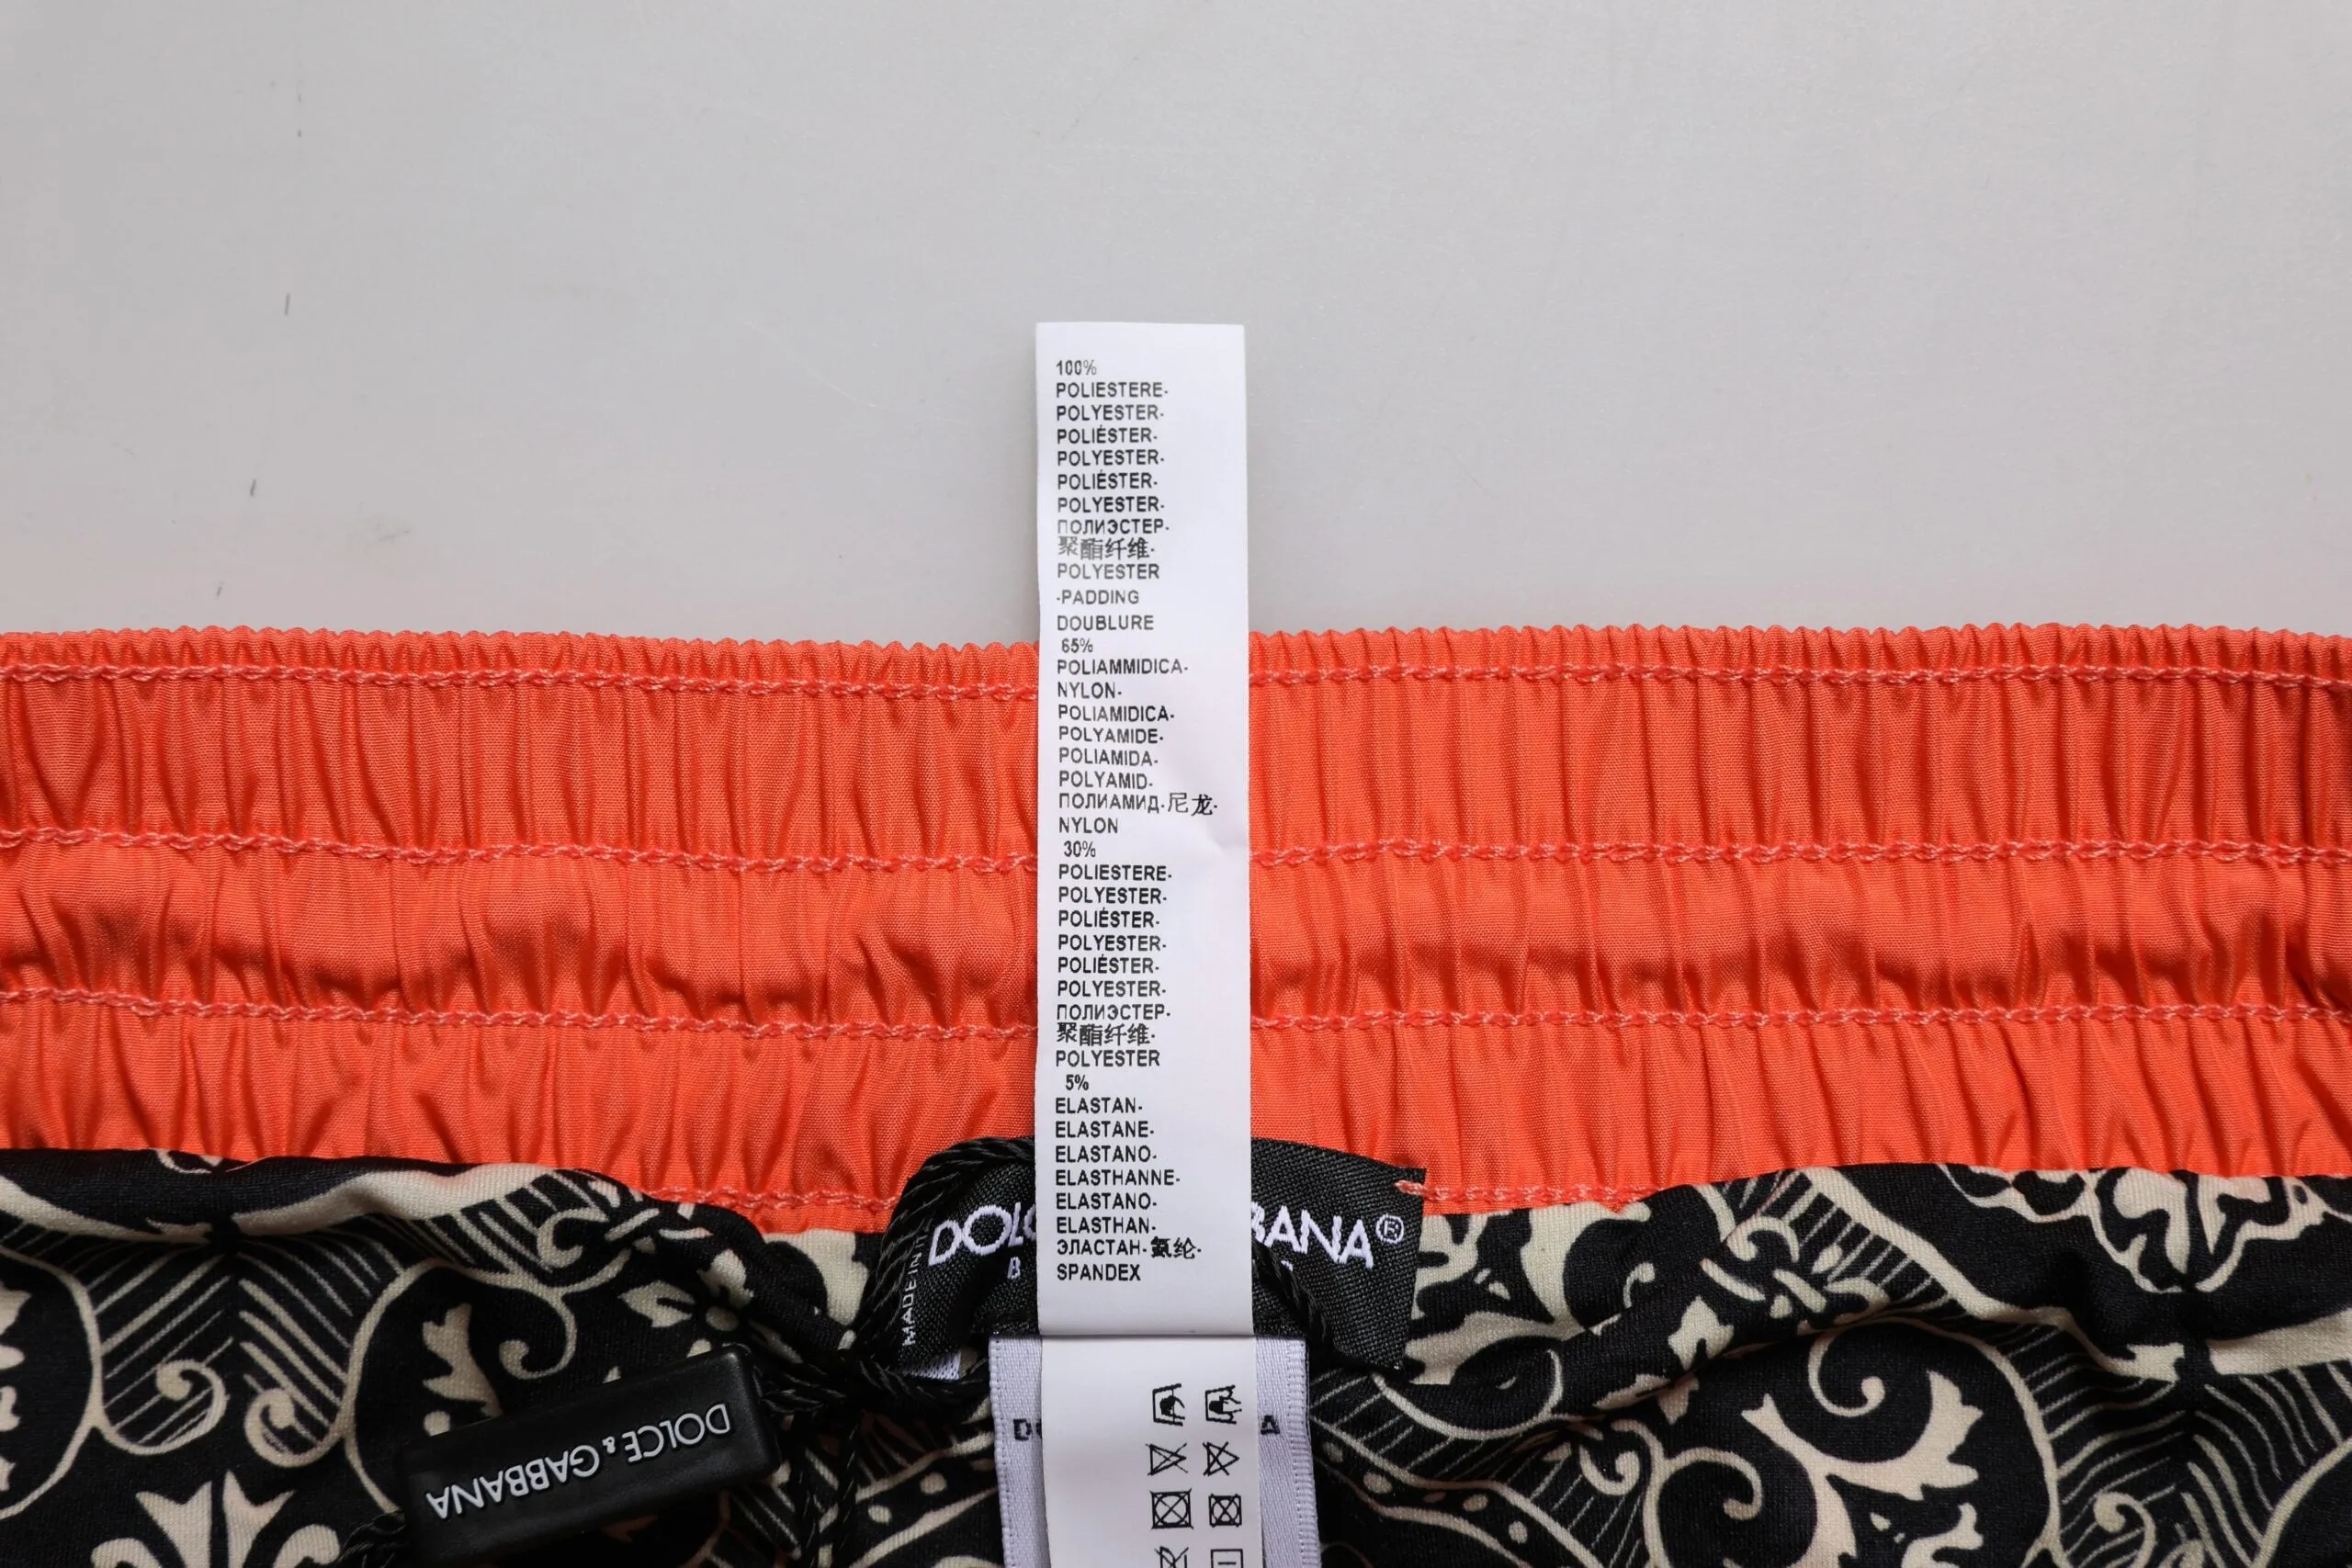 100%
POLIESTERE-
POLYESTER-
POLIÉSTER-
POLYESTER-
POLIÉSTER-
POLYESTER-
ПОЛИЭСТЕР-
聚酯纤维-
POLYESTER
-PADDING
DOUBLURE
65%
POLIAMMIDICA-
NYLON-
POLIAMIDICA-
POLYAMIDE-
POLIAMIDA-
POLYAMID-
ПОЛИАМИД-尼龙-
NYLON
30%
POLIESTERE-
POLYESTER-
POLIÉSTER-
POLYESTER-
POLIÉSTER-
POLYESTER-
ПОЛИЭСТЕР-
聚酯纤维-
POLYESTER
5%
ELASTAN-
ELASTANE-
ELASTANO-
ELASTHANNE-
ELASTANO-
ELASTHAN-
ЭЛАСТАН-氨纶-
SPANDEX
MADE IN
DOLCE & GABBANA